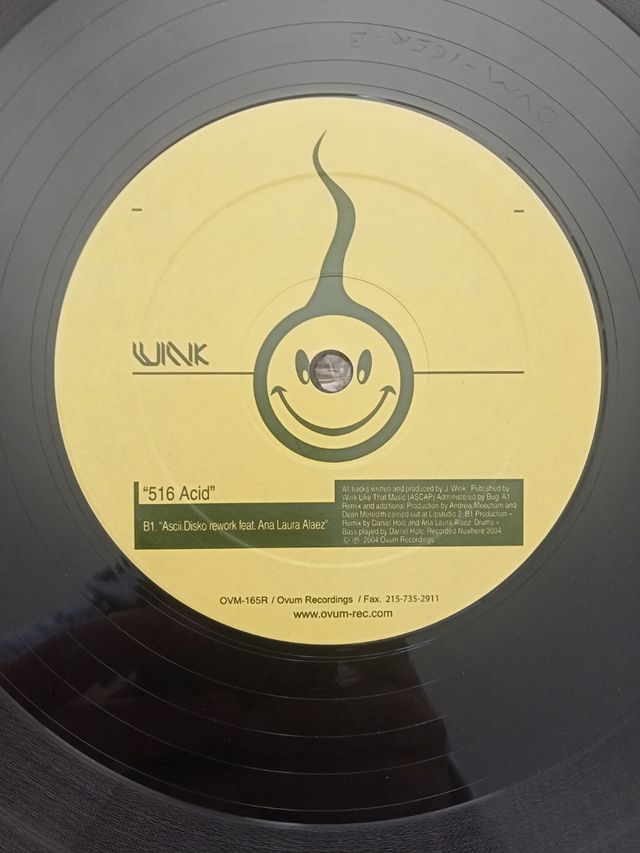 OVM-165R-B
WINK
"516 Acid"
B1. "Ascii.Disko rework feat. Ana Laura Alaez"
All tracks written and produced by J. Wink. Published by
Wink Like That Music (ASCAP) Administered by Bug. A1
Remix and additional Production by Andrew Meecham and
Dean Meredith carried out at Lipstudio 2. B1 Production +
Remix by Daniel Holc and Ana Laura Alaez. Drums +
Bass played by Daniel Holc. Recorded Nowhere 2004.
© ℗ 2004 Ovum Recordings
OVM-165R / Ovum Recordings / Fax. 215-735-2911
www.ovum-rec.com